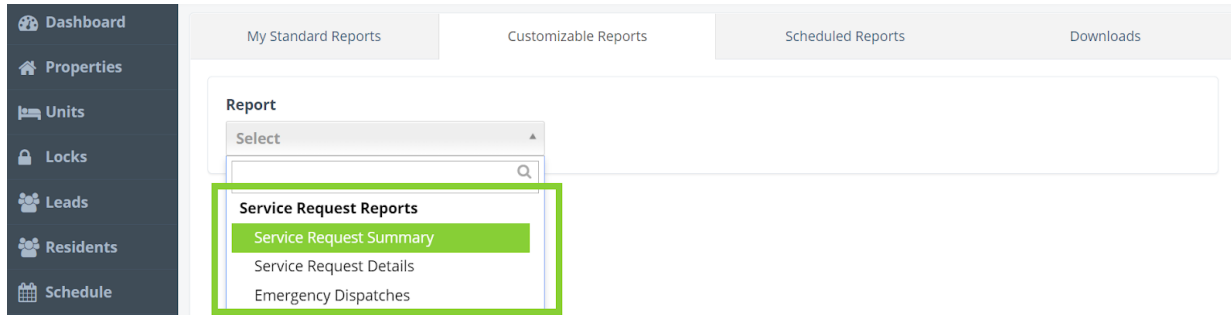 Dashboard
Properties
Units
Locks
Leads
Residents
Schedule
My Standard Reports
Customizable Reports
Scheduled Reports
Downloads
Report
Select
Service Request Reports
Service Request Summary
Service Request Details
Emergency Dispatches